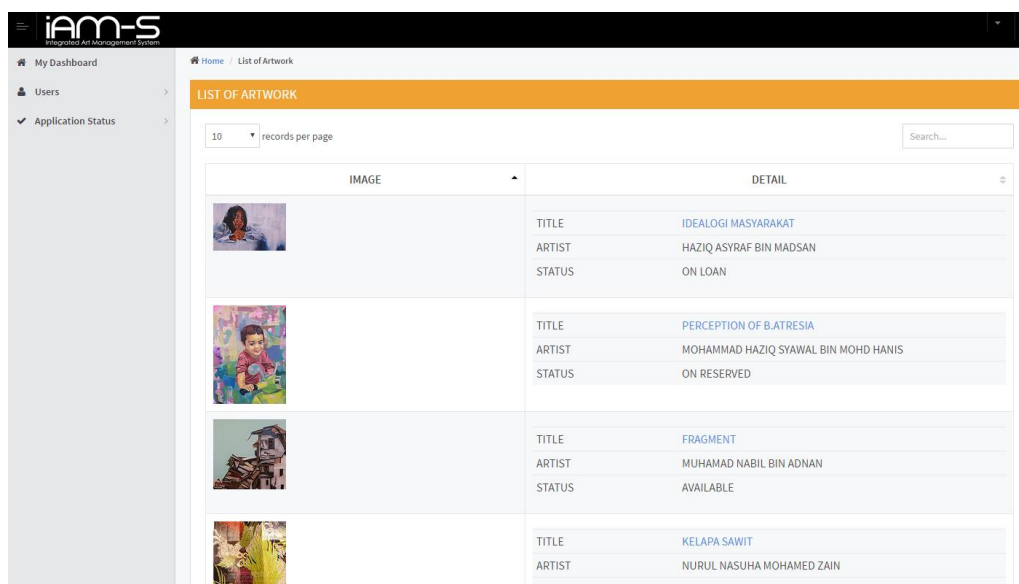 iAM-S
Integrated Art Management System
My Dashboard
Users
Application Status
Home / List of Artwork
LIST OF ARTWORK
10 records per page
Search...
IMAGE DETAIL
TITLE IDEALOGI MASYARAKAT
ARTIST HAZIQ ASYRAF BIN MADSAN
STATUS ON LOAN
TITLE PERCEPTION OF B.ATRESIA
ARTIST MOHAMMAD HAZIQ SYAWAL BIN MOHD HANIS
STATUS ON RESERVED
TITLE FRAGMENT
ARTIST MUHAMAD NABIL BIN ADNAN
STATUS AVAILABLE
TITLE KELAPA SAWIT
ARTIST NURUL NASUHA MOHAMED ZAIN